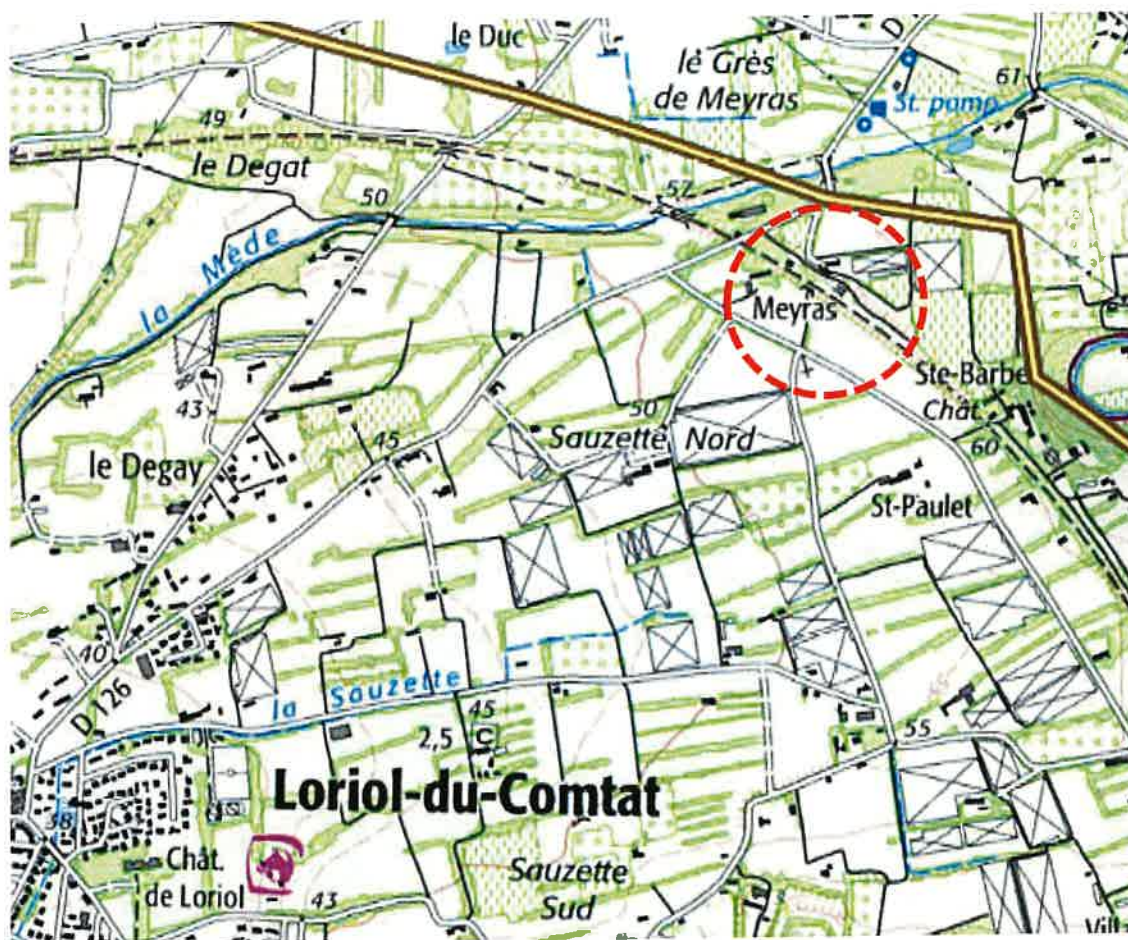 le Duc
D
lé Grès
de Meyras
61
St. pomp.
49
le Degat
57
50
la Mède
Meyras
Ste-Barbe
Chât.
43
50
45
Sauzette Nord
60
le Degay
St-Paulet
40
D 126
la Sauzette
45
2,5
C
55
Loriol-du-Comtat
38
Chât.
de Loriol
Sauzette
Sud
43